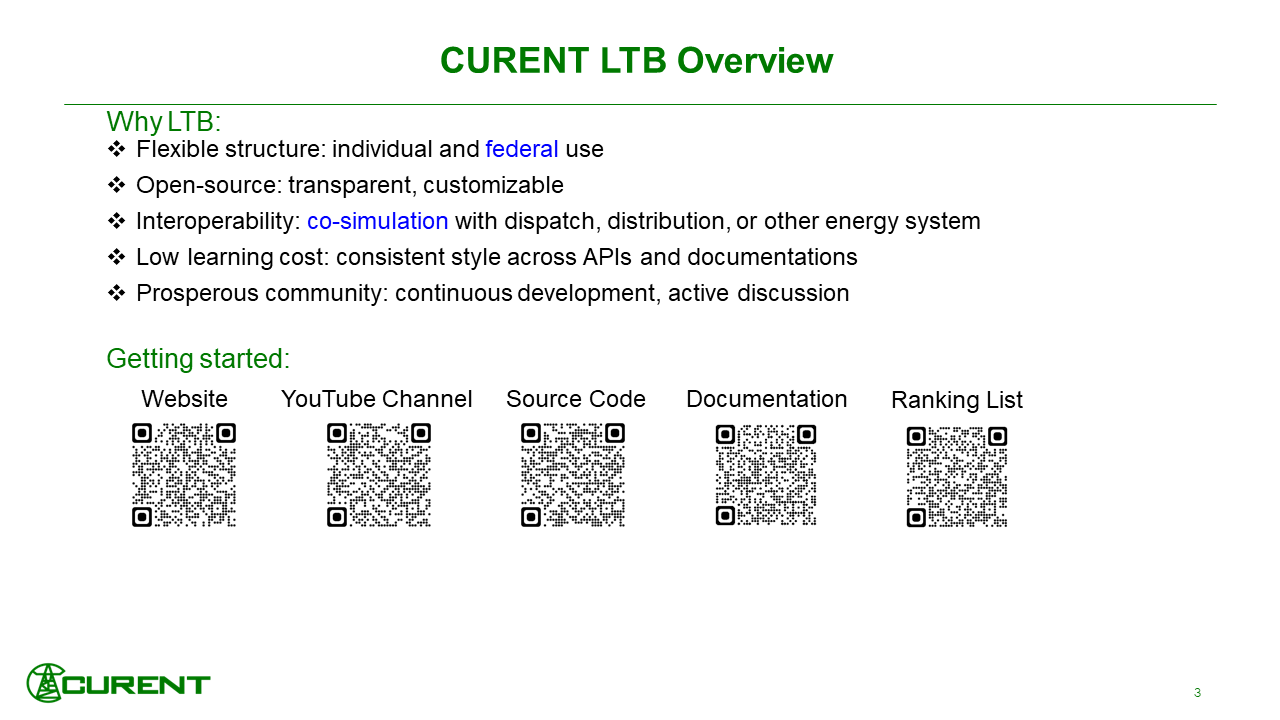 CURENT LTB Overview
Why LTB:
❖ Flexible structure: individual and federal use
❖ Open-source: transparent, customizable
❖ Interoperability: co-simulation with dispatch, distribution, or other energy system
❖ Low learning cost: consistent style across APIs and documentations
❖ Prosperous community: continuous development, active discussion
Getting started:
Website YouTube Channel Source Code Documentation Ranking List
CURENT
3